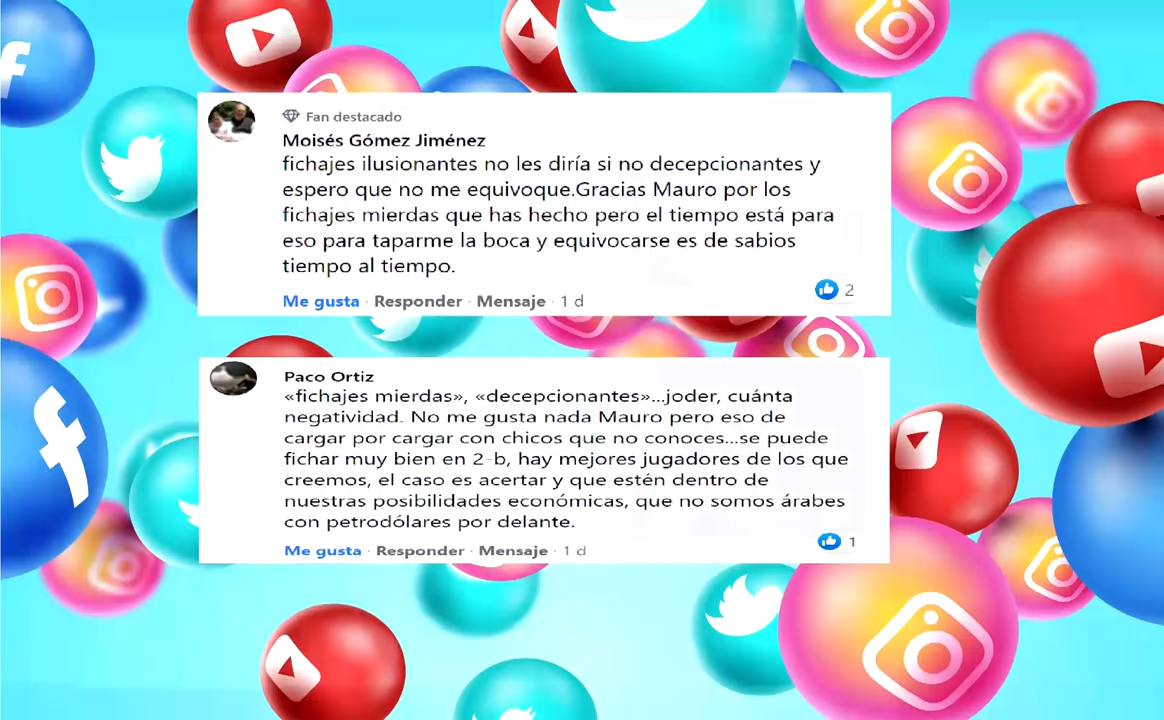 Fan destacado
Moisés Gómez Jiménez
fichajes ilusionantes no les diría si no decepcionantes y
espero que no me equivoque.Gracias Mauro por los
fichajes mierdas que has hecho pero el tiempo está para
eso para taparme la boca y equivocarse es de sabios
tiempo al tiempo.
Me gusta · Responder · Mensaje · 1 d
2
Paco Ortiz
«fichajes mierdas», «decepcionantes»...joder, cuánta
negatividad. No me gusta nada Mauro pero eso de
cargar por cargar con chicos que no conoces...se puede
fichar muy bien en 2-b, hay mejores jugadores de los que
creemos, el caso es acertar y que estén dentro de
nuestras posibilidades económicas, que no somos árabes
con petrodólares por delante.
Me gusta · Responder · Mensaje · 1 d
1